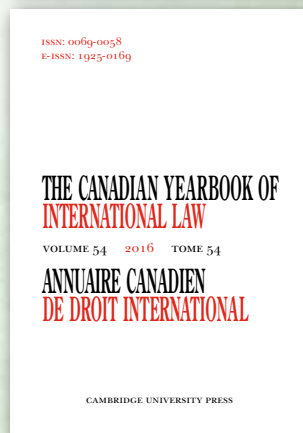 ISSN: 0069-0058
E-ISSN: 1925-0169
THE CANADIAN YEARBOOK OF
INTERNATIONAL LAW
VOLUME 54 2016 TOME 54
ANNUAIRE CANADIEN
DE DROIT INTERNATIONAL
CAMBRIDGE UNIVERSITY PRESS